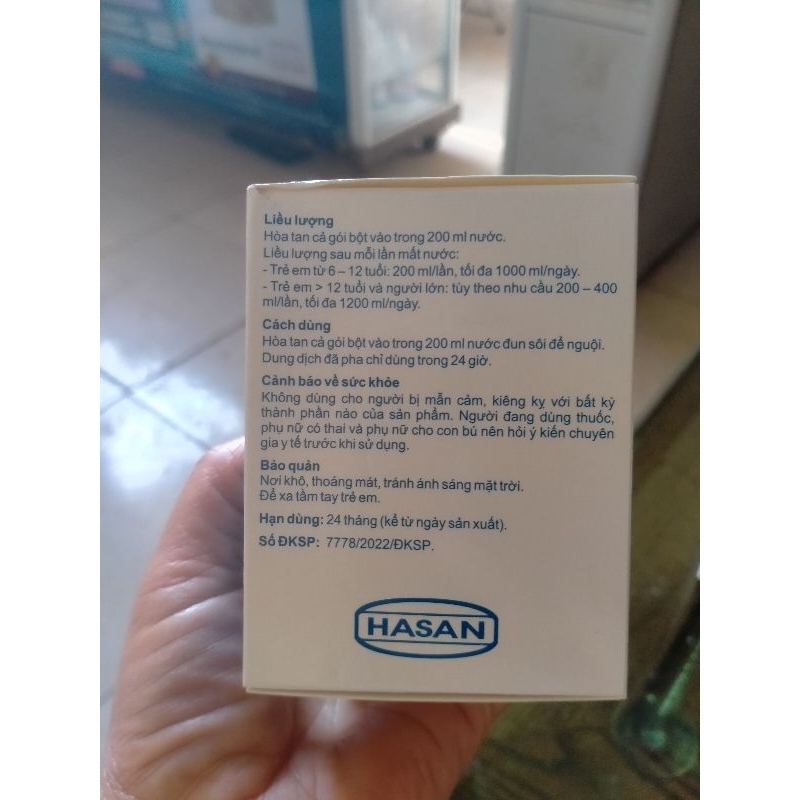 Liều lượng
Hòa tan cả gói bột vào trong 200 ml nước.
Liều lượng sau mỗi lần mất nước:
- Trẻ em từ 6 – 12 tuổi: 200 ml/lần, tối đa 1000 ml/ngày.
- Trẻ em > 12 tuổi và người lớn: tùy theo nhu cầu 200 – 400
ml/lần, tối đa 1200 ml/ngày.
Cách dùng
Hòa tan cả gói bột vào trong 200 ml nước đun sôi để nguội.
Dung dịch đã pha chỉ dùng trong 24 giờ.
Cảnh báo về sức khỏe
Không dùng cho người bị mẫn cảm, kiêng kỵ với bất kỳ
thành phần nào của sản phẩm. Người đang dùng thuốc,
phụ nữ có thai và phụ nữ cho con bú nên hỏi ý kiến chuyên
gia y tế trước khi sử dụng.
Bảo quản
Nơi khô, thoáng mát, tránh ánh sáng mặt trời.
Để xa tầm tay trẻ em.
Hạn dùng: 24 tháng (kể từ ngày sản xuất).
Số ĐKSP: 7778/2022/ĐKSP.
HASAN